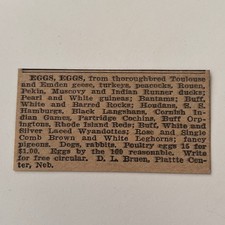 EGGS, EGGS, from thoroughbred Toulouse
and Emden geese, turkeys, peacocks, Rouen,
Pekin, Muscovy and Indian Runner ducks;
Pearl and White guineas; Bantams; Buff,
White and Barred Rocks; Houdans, S. S.
Hamburgs, Black Langshans, Cornish In-
dian Games, Partridge Cochins, Buff Orp-
ingtons, Rhode Island Reds; Buff, White and
Silver Laced Wyandottes; Rose and Single
Comb Brown and White Leghorns; fancy
pigeons. Dogs, rabbits. Poultry eggs 15 for
$1.00. Eggs by the 100 reasonable. Write
for free circular. D. L. Bruen, Platte Cen-
ter, Neb.